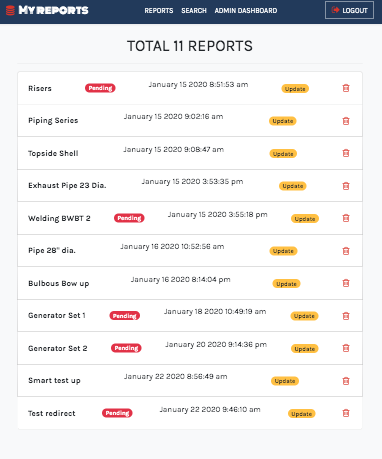 MYREPORTS REPORTS SEARCH ADMIN DASHBOARD LOGOUT
TOTAL 11 REPORTS
Risers Pending January 15 2020 8:51:53 am Update
Piping Series January 15 2020 9:02:16 am Update
Topside Shell January 15 2020 9:08:47 am Update
Exhaust Pipe 23 Dia. January 15 2020 3:53:35 pm Update
Welding BWBT 2 Pending January 15 2020 3:55:18 pm Update
Pipe 28" dia. January 16 2020 10:52:56 am Update
Bulbous Bow up January 16 2020 8:14:04 pm Update
Generator Set 1 Pending January 18 2020 10:49:19 am Update
Generator Set 2 Pending January 20 2020 9:14:36 pm Update
Smart test up January 22 2020 8:56:49 am Update
Test redirect Pending January 22 2020 9:46:10 am Update